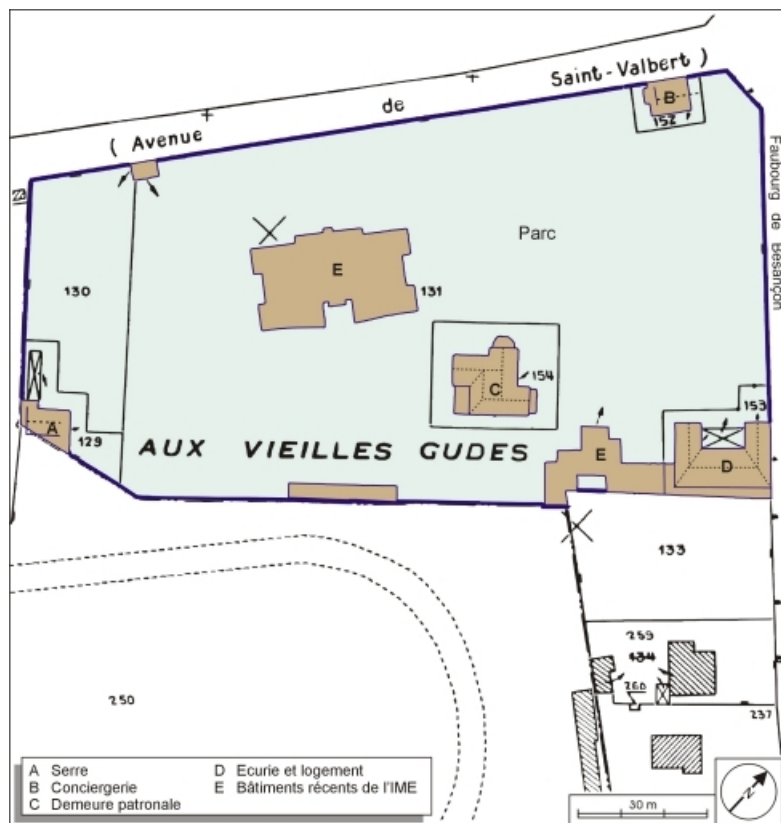 ( Avenue de Saint-Valbert )
B
152
Faubourg de Besançon
Parc
130
E
131
154
C
153
A
129
AUX VIEILLES GUDES
E
D
133
259
134
260
237
250
A Serre
B Conciergerie
C Demeure patronale
D Ecurie et logement
E Bâtiments récents de l'IME
N
30 m